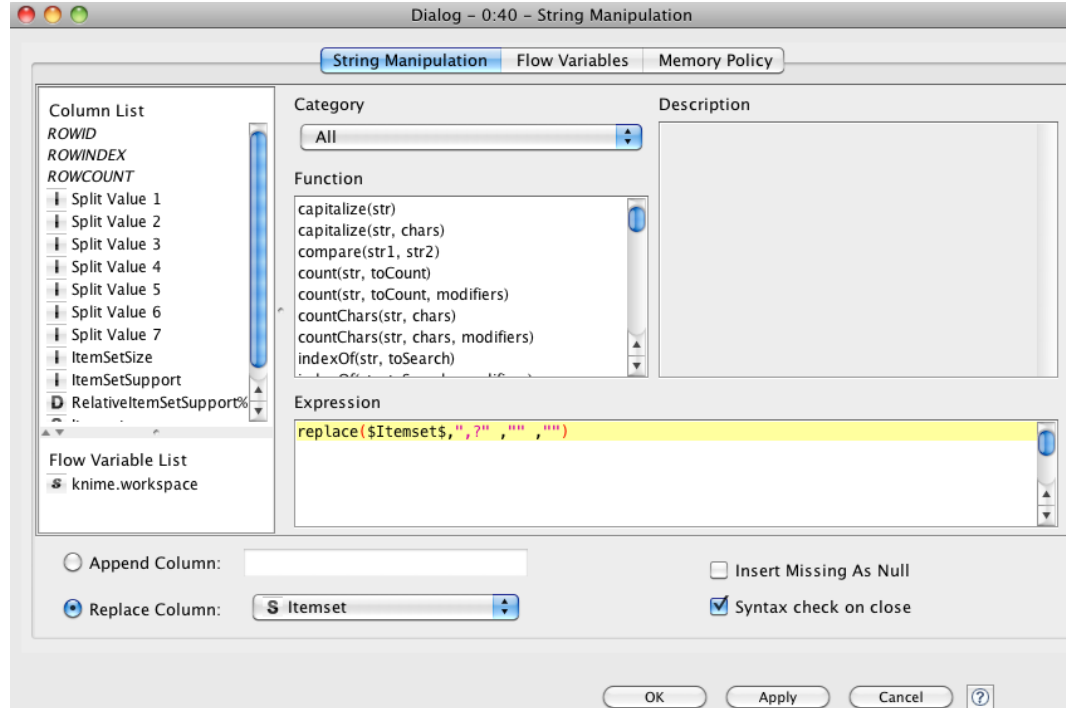 Dialog – 0:40 – String Manipulation
String Manipulation Flow Variables Memory Policy
Column List
ROWID
ROWINDEX
ROWCOUNT
I Split Value 1
I Split Value 2
I Split Value 3
I Split Value 4
I Split Value 5
I Split Value 6
I Split Value 7
I ItemSetSize
I ItemSetSupport
D RelativeItemSetSupport%
Flow Variable List
S knime.workspace
Category
All
Function
capitalize(str)
capitalize(str, chars)
compare(str1, str2)
count(str, toCount)
count(str, toCount, modifiers)
countChars(str, chars)
countChars(str, chars, modifiers)
indexOf(str, toSearch)
Description
Expression
replace($Itemset$,",?" ,"" ,"")
Append Column:
Replace Column: S Itemset
Insert Missing As Null
Syntax check on close
OK Apply Cancel ?